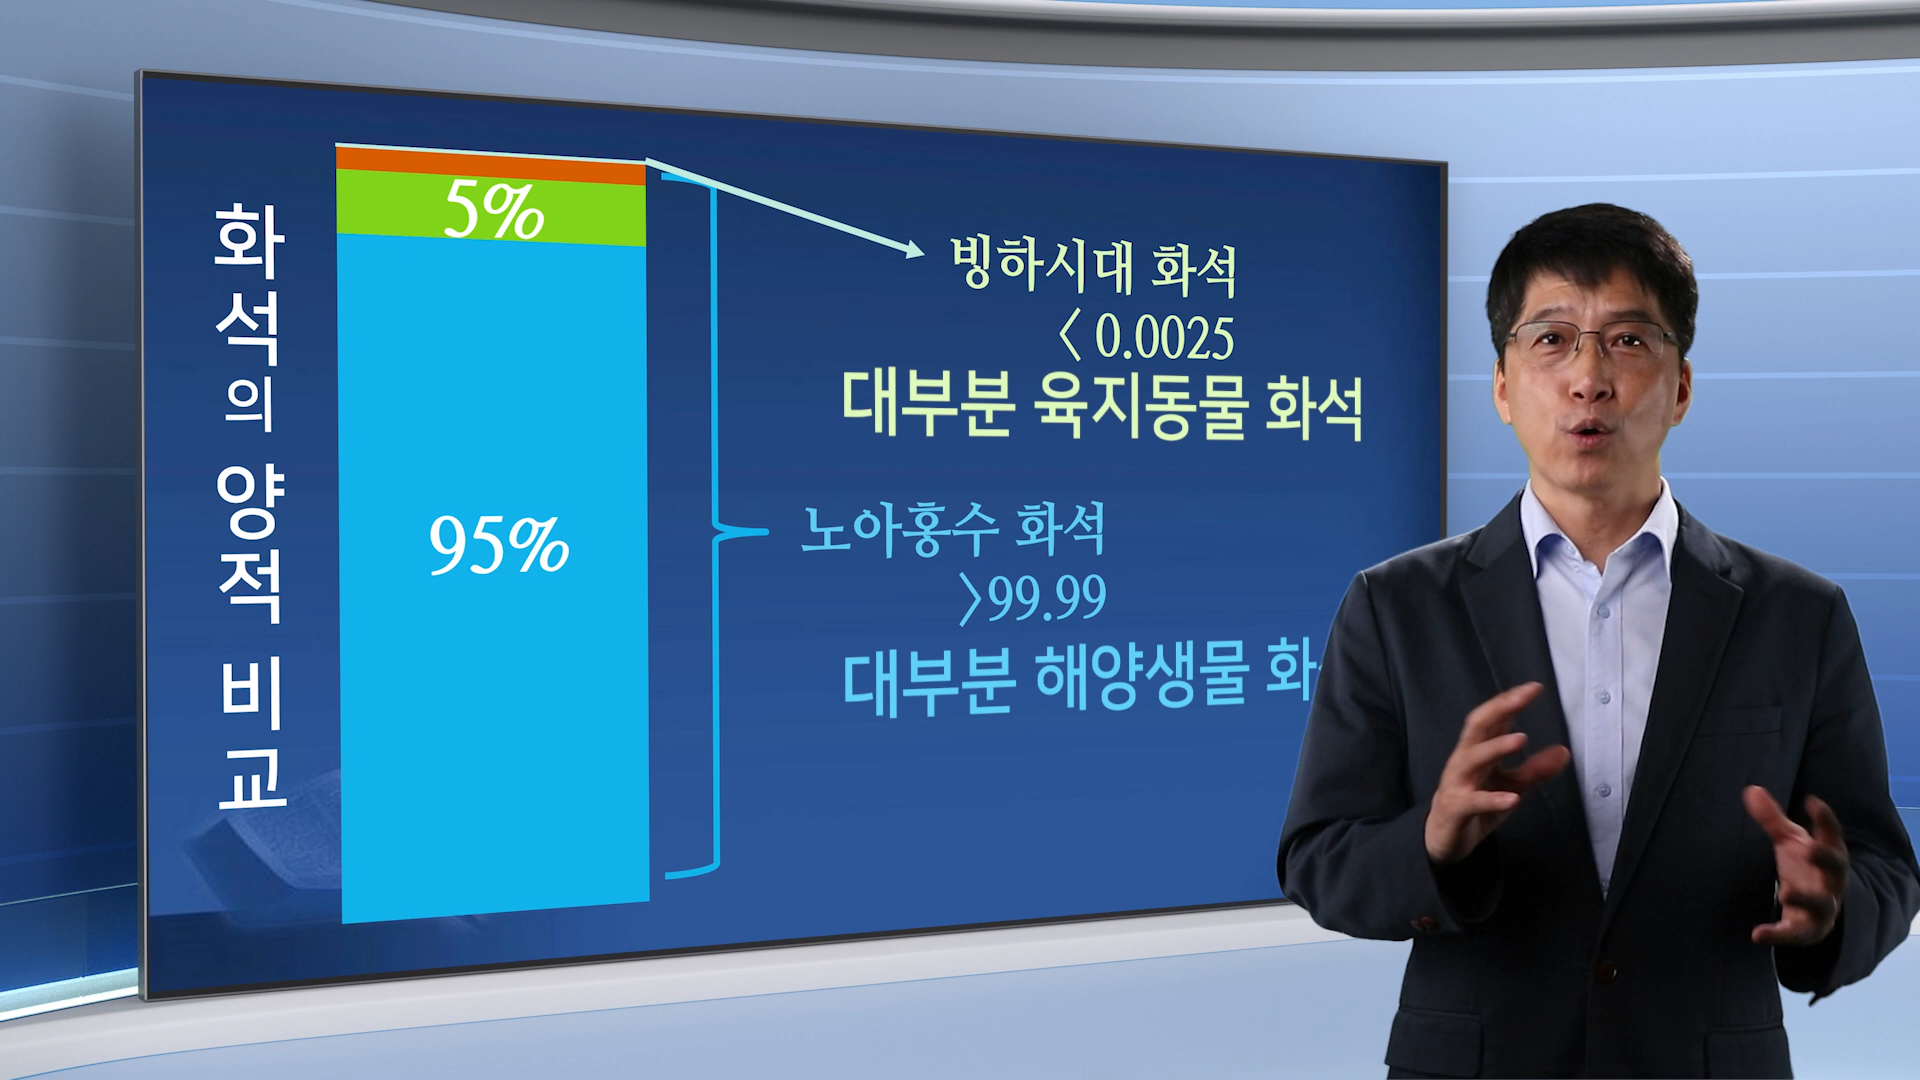 화석의 양적 비교
5%
95%
빙하시대 화석
< 0.0025
대부분 육지동물 화석
노아홍수 화석
>99.99
대부분 해양생물